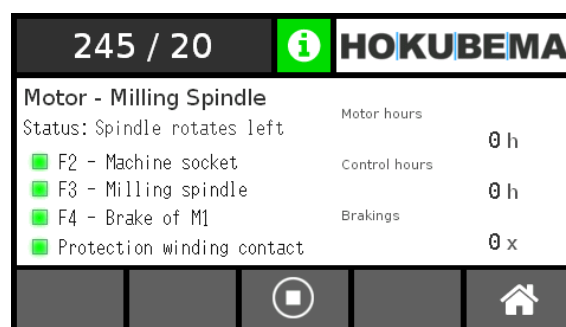 245 / 20
i
HOKUBEMA
Motor - Milling Spindle
Status: Spindle rotates left
F2 - Machine socket
F3 - Milling spindle
F4 - Brake of M1
Protection winding contact
Motor hours
0 h
Control hours
0 h
Brakings
0 x